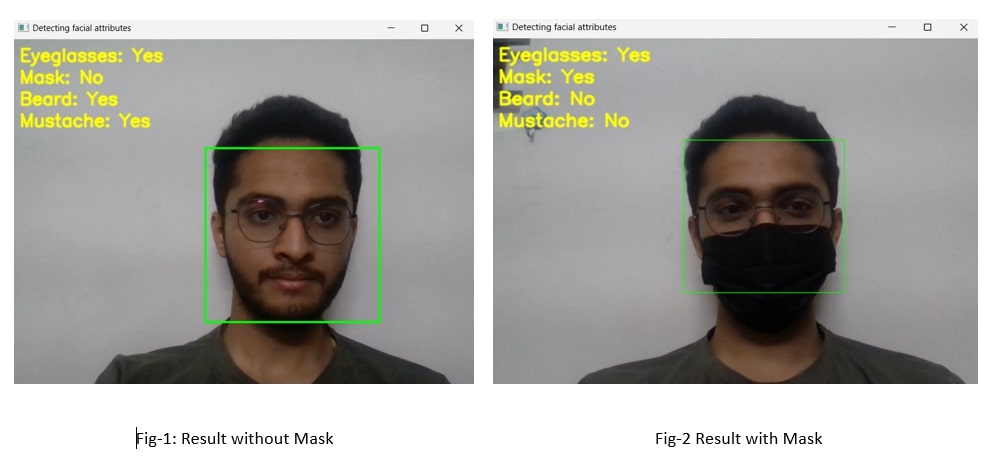 Detecting facial attributes
Eyeglasses: Yes
Mask: No
Beard: Yes
Mustache: Yes
Detecting facial attributes
Eyeglasses: Yes
Mask: Yes
Beard: No
Mustache: No
Fig-1: Result without Mask
Fig-2 Result with Mask